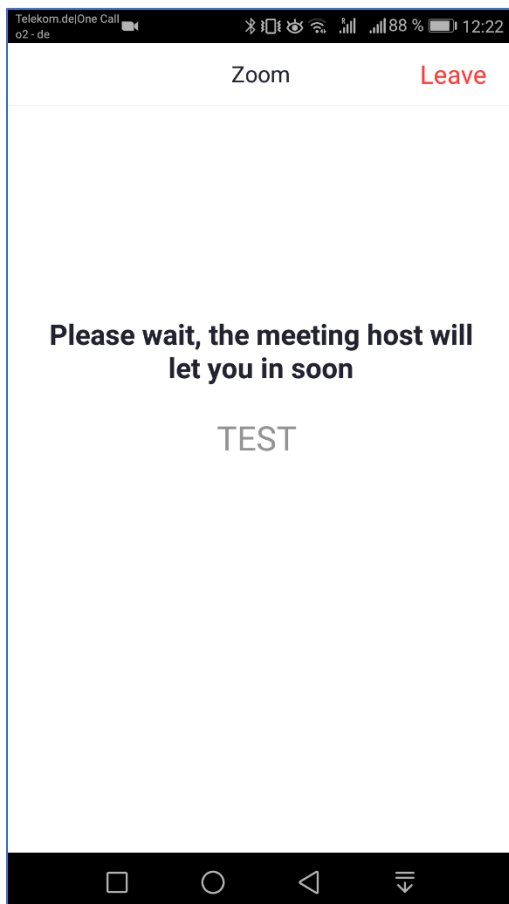 Telekom.de|One Call
o2 - de
88 % 12:22
Zoom Leave
Please wait, the meeting host will
let you in soon
TEST